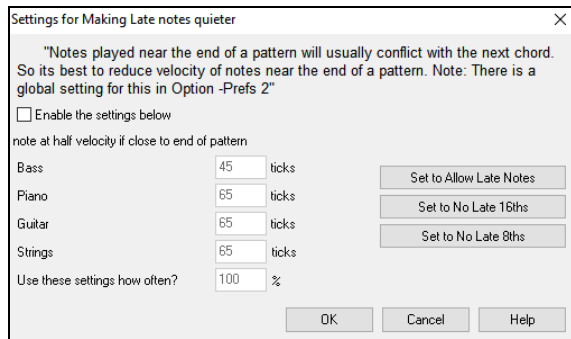 Settings for Making Late notes quieter
"Notes played near the end of a pattern will usually conflict with the next chord.
So its best to reduce velocity of notes near the end of a pattern. Note: There is a
global setting for this in Option -Prefs 2"
Enable the settings below
note at half velocity if close to end of pattern
Bass 45 ticks
Set to Allow Late Notes
Piano 65 ticks
Set to No Late 16ths
Guitar 65 ticks
Set to No Late 8ths
Strings 65 ticks
Use these settings how often? 100 %
OK Cancel Help